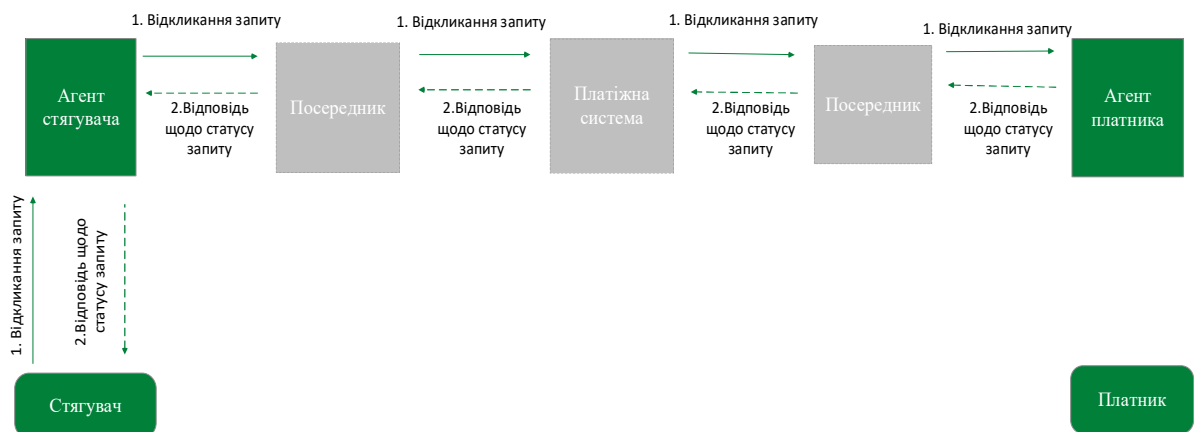 1. Відкликання запиту
1. Відкликання запиту
1. Відкликання запиту
1. Відкликання запиту
Агент
стягувача
2.Відповідь
щодо статусу
запиту
Посередник
2.Відповідь
щодо статусу
запиту
Платіжна
система
2.Відповідь
щодо статусу
запиту
Посередник
2.Відповідь
щодо статусу
запиту
Агент
платника
1. Відкликання запиту
2.Відповідь щодо
статусу запиту
Стягувач
Платник